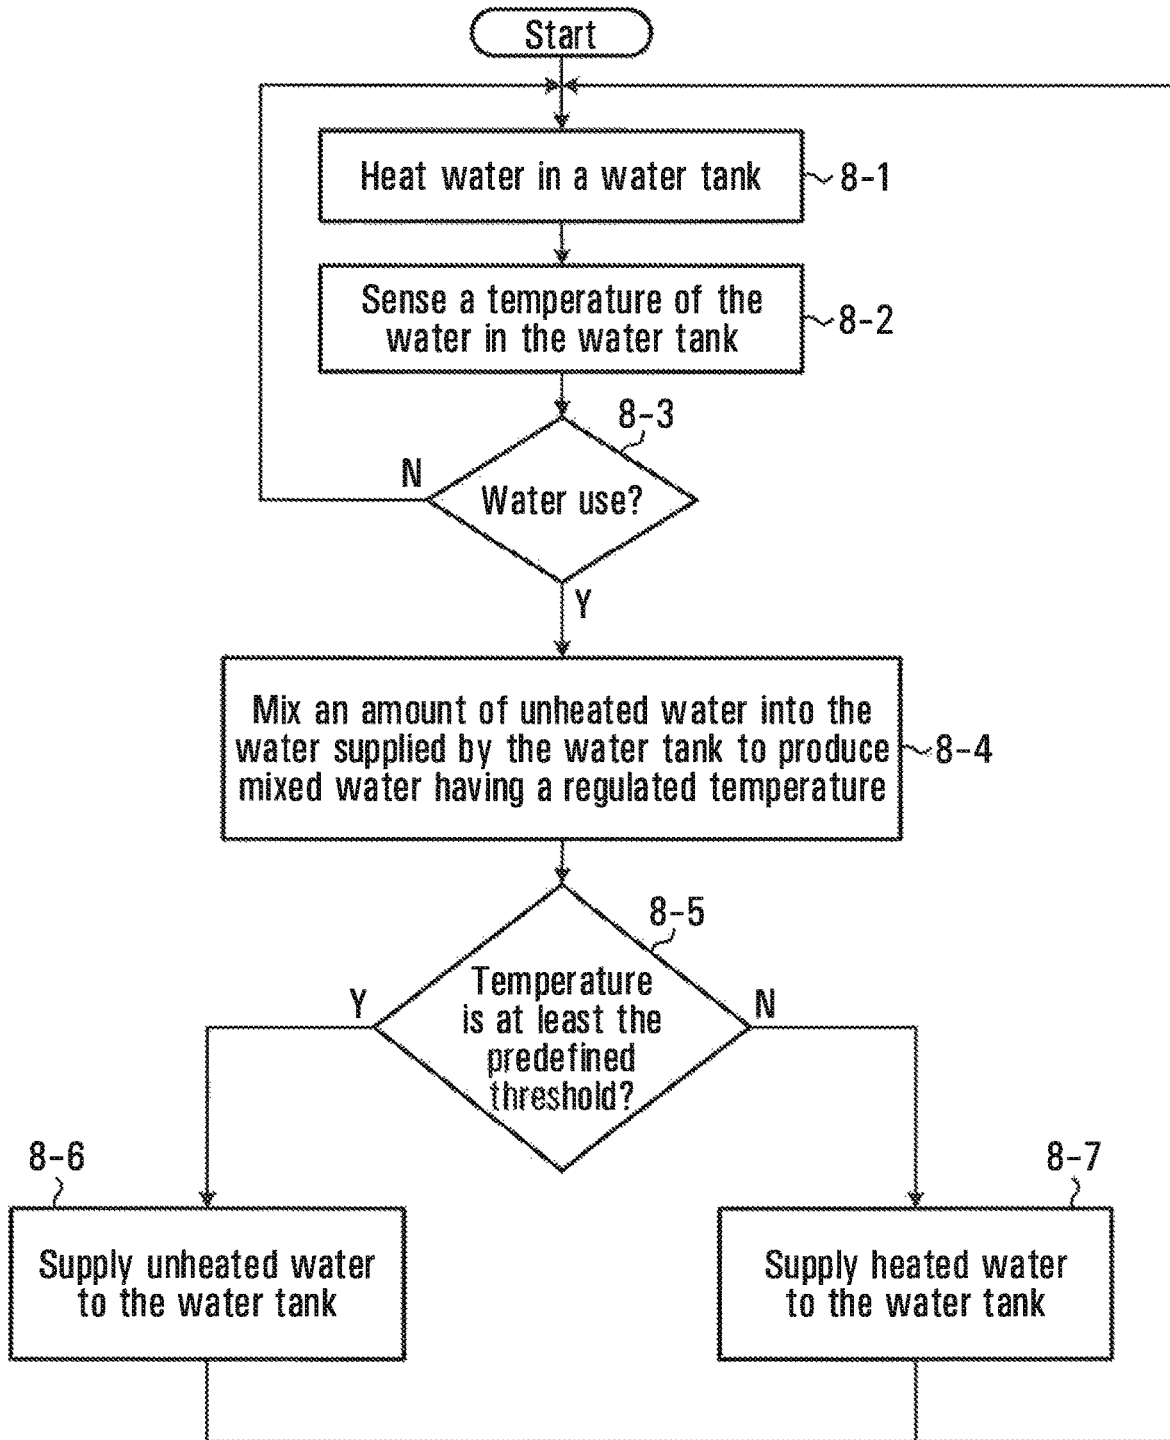 Start
Heat water in a water tank
8-1
Sense a temperature of the
water in the water tank
8-2
8-3
N
Water use?
Y
Mix an amount of unheated water into the
water supplied by the water tank to produce
mixed water having a regulated temperature
8-4
8-5
Y
Temperature
is at least the
predefined
threshold?
N
8-6
Supply unheated water
to the water tank
8-7
Supply heated water
to the water tank